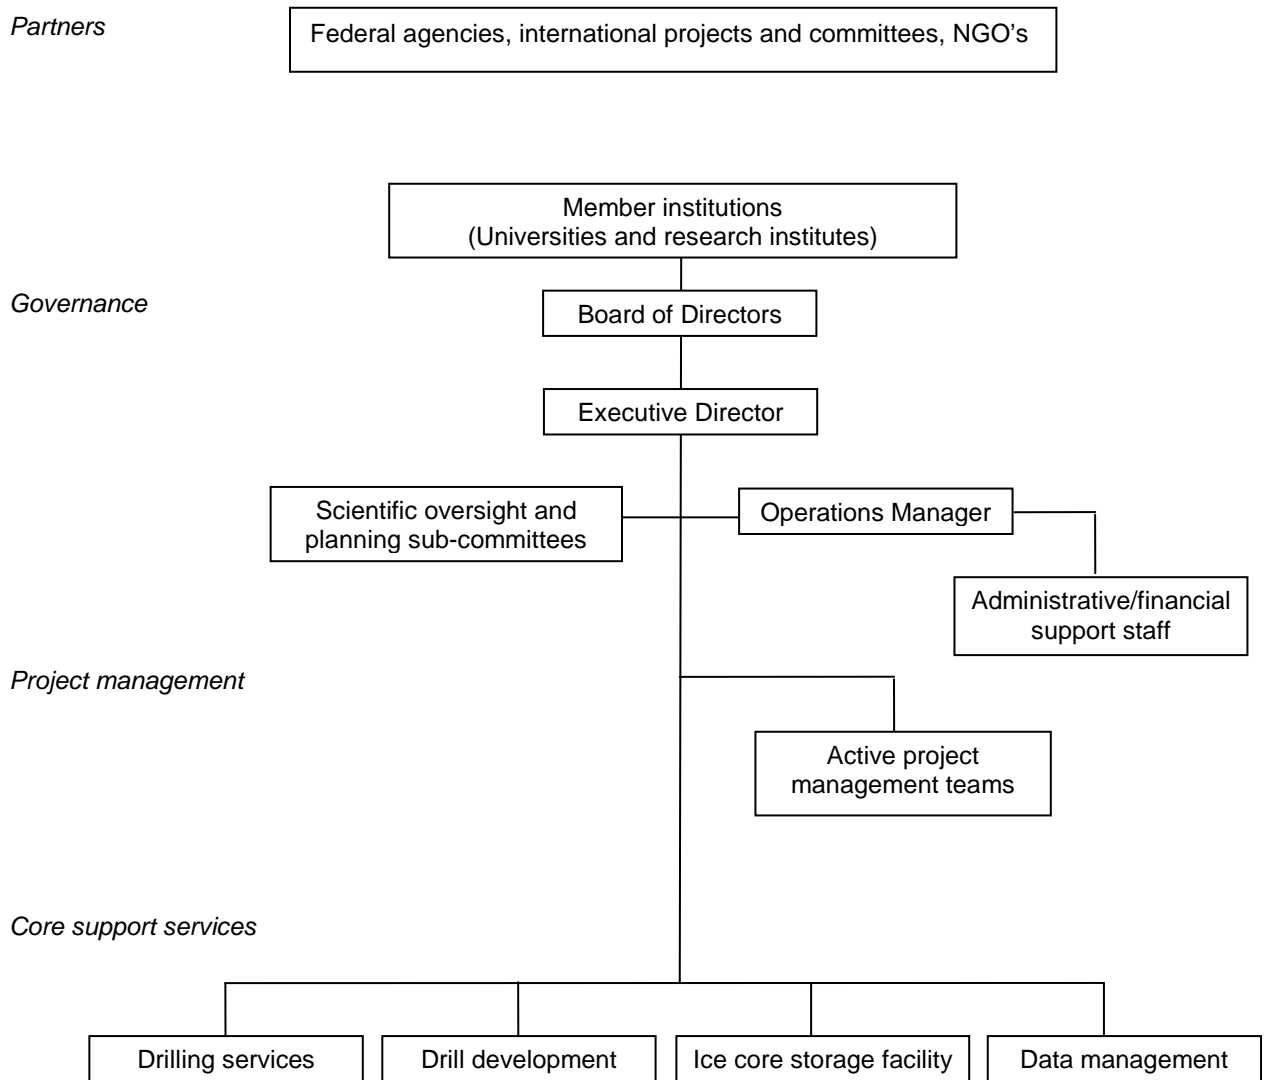 Partners
Federal agencies, international projects and committees, NGO’s
Member institutions
(Universities and research institutes)
Governance
Board of Directors
Executive Director
Scientific oversight and
planning sub-committees
Operations Manager
Administrative/financial
support staff
Project management
Active project
management teams
Core support services
Drilling services
Drill development
Ice core storage facility
Data management